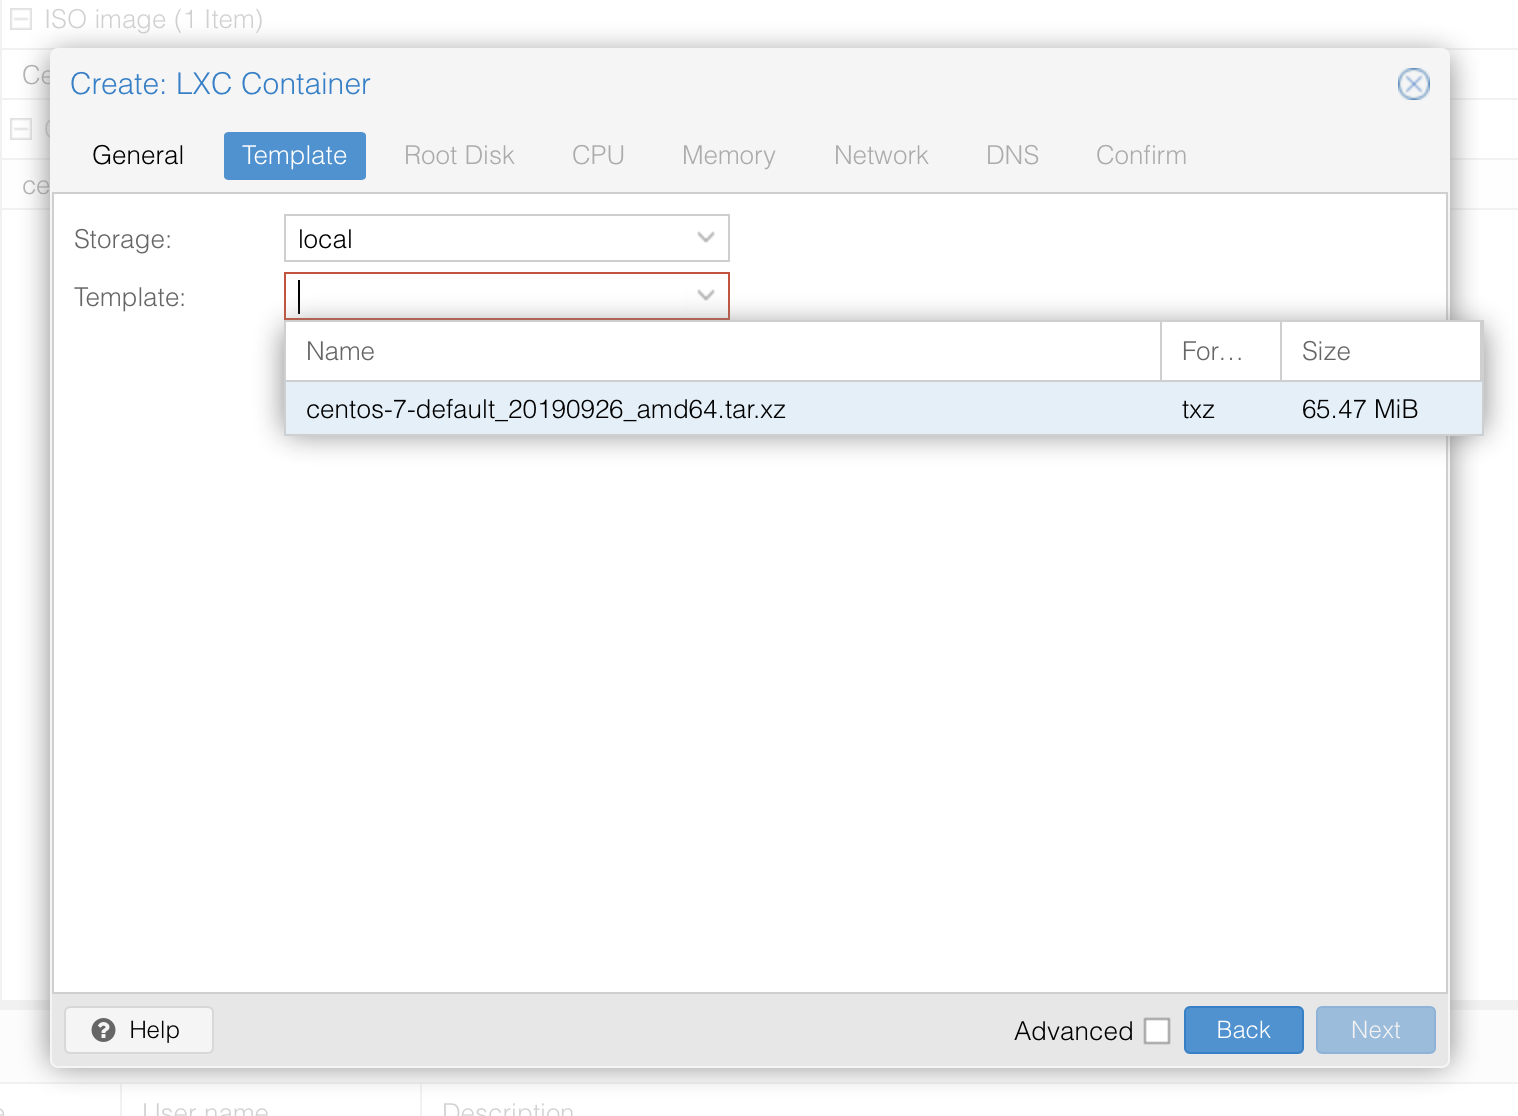 ISO image (1 Item)
Ce
Create: LXC Container
General Template Root Disk CPU Memory Network DNS Confirm
ce
Storage: local
Template:
Name For... Size
centos-7-default_20190926_amd64.tar.xz txz 65.47 MiB
Help Advanced Back Next
User name Description